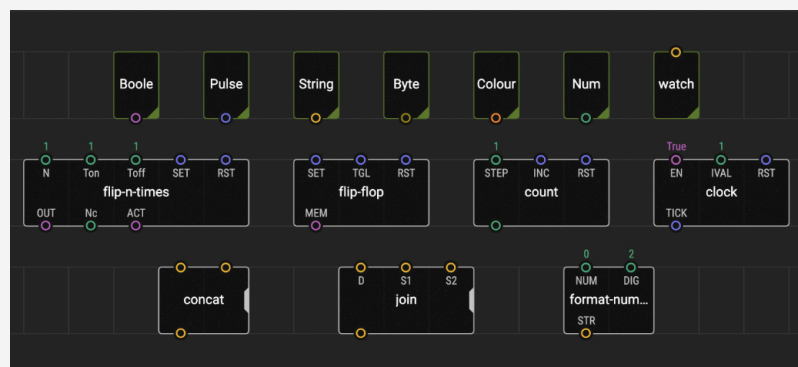 Boole Pulse String Byte Colour Num watch
1 1 1 1 True 1
N Ton Toff SET RST SET TGL RST STEP INC RST EN IVAL RST
flip-n-times flip-flop count clock
OUT Nc ACT MEM TICK
0 2
D S1 S2 NUM DIG
concat join format-num...
STR